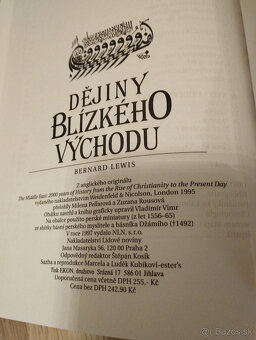 DĚJINY
BLÍZKÉHO
VÝCHODU
BERNARD LEWIS
Z anglického originálu
The Middle East. 2000 years of History from the Rise of Christianity to the Present Day
vydaného nakladatelstvím Weidenfeld & Nicolson, London 1995
přeložily Milena Pellarová a Zuzana Rousová
Obálku navrhl a knihu graficky upravil Vladimír Vimr
Na obálce použito perské miniatury (z let 1556–65)
ze sbírky básní perského myslitele a básníka Džámího (†1492)
V roce 1997 vydalo NLN, s.r.o.
Nakladatelství Lidové noviny
Jana Masaryka 56, 120 00 Praha 2
Odpovědný redaktor Štěpán Kosík
Sazba a reprodukce Marcela a Luděk Kubíkovi-ester's
Tisk EKON, družstvo Srázná 17 586 01 Jihlava
Doporučená cena včetně DPH 255,- Kč
Cena bez DPH 242,90 Kč
bazos.sk